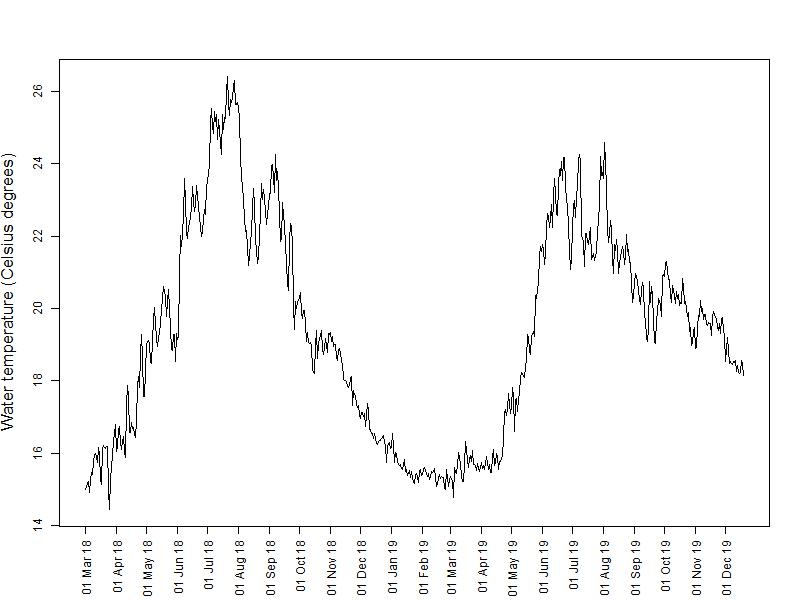 Water temperature (Celsius degrees)
26
24
22
20
18
16
14
01 Mar 18
01 Apr 18
01 May 18
01 Jun 18
01 Jul 18
01 Aug 18
01 Sep 18
01 Oct 18
01 Nov 18
01 Dec 18
01 Jan 19
01 Feb 19
01 Mar 19
01 Apr 19
01 May 19
01 Jun 19
01 Jul 19
01 Aug 19
01 Sep 19
01 Oct 19
01 Nov 19
01 Dec 19